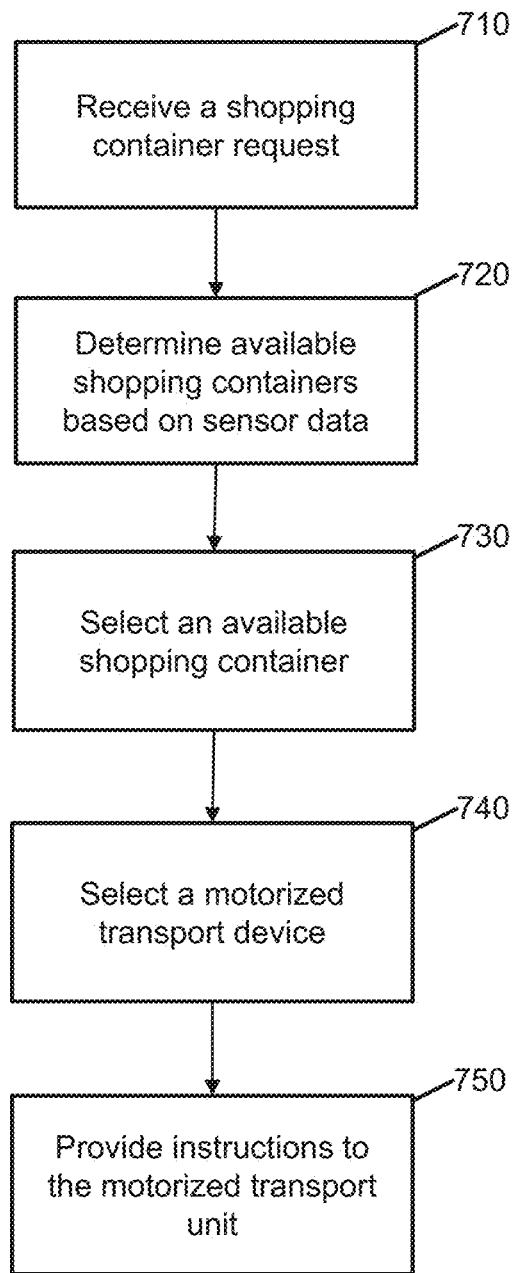 710
Receive a shopping
container request
720
Determine available
shopping containers
based on sensor data
730
Select an available
shopping container
740
Select a motorized
transport device
750
Provide instructions to
the motorized transport
unit